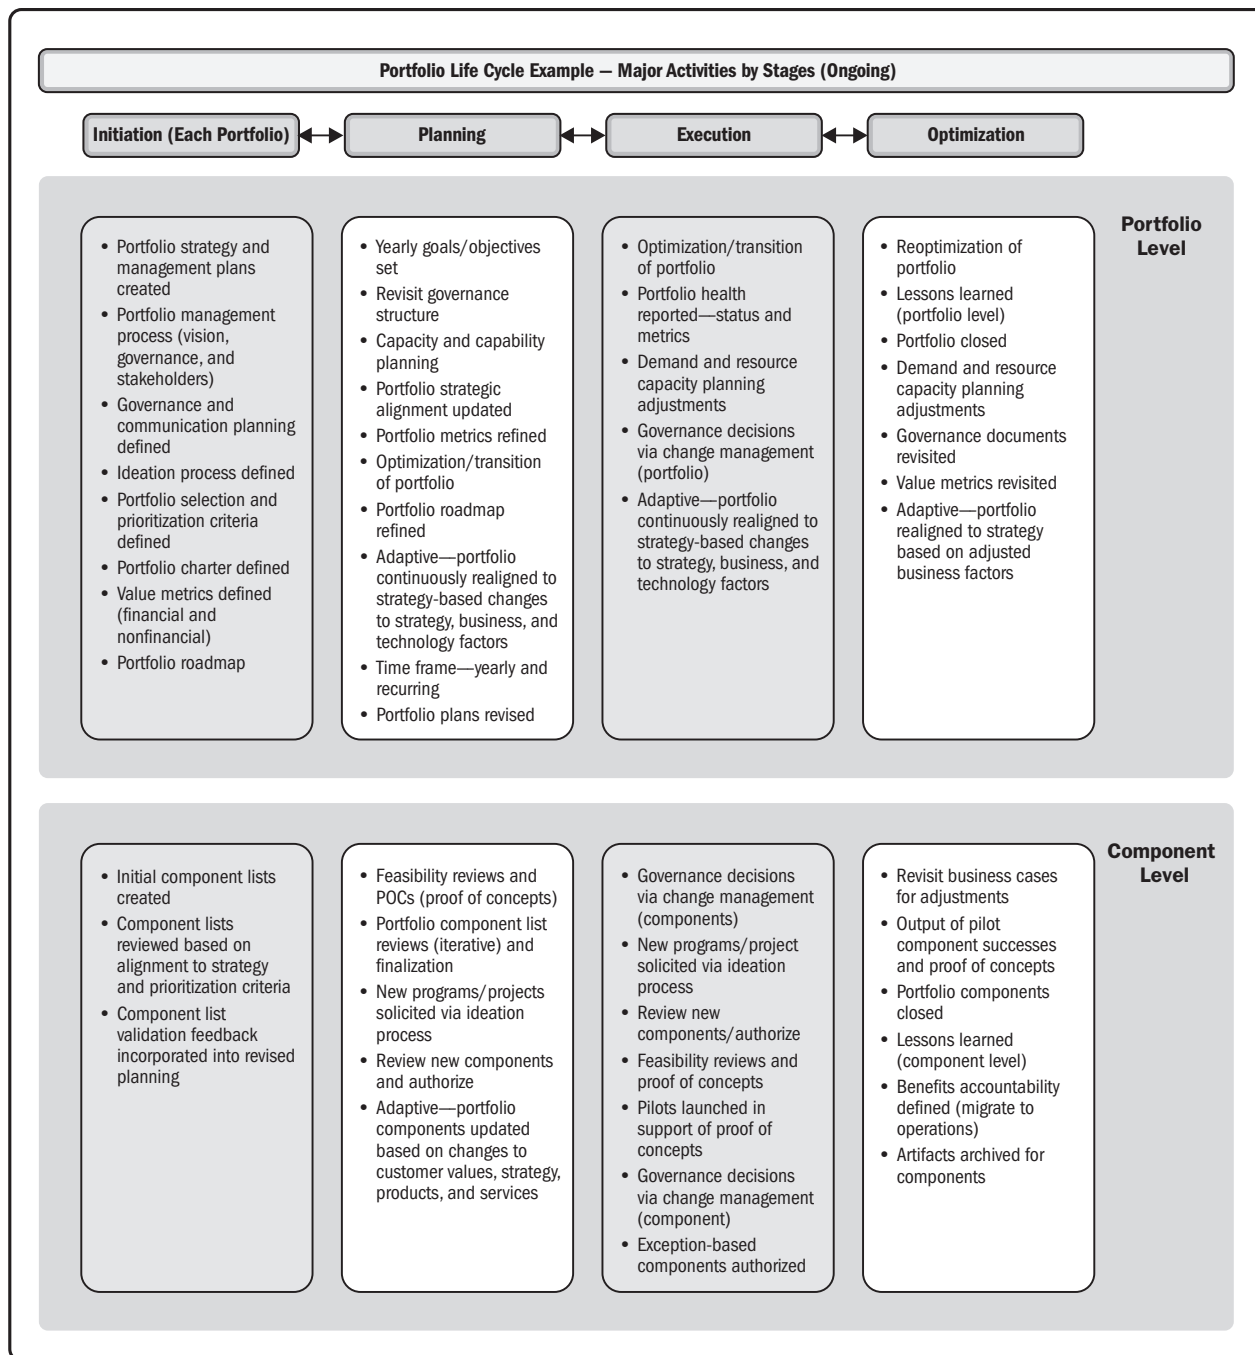 Portfolio Life Cycle Example — Major Activities by Stages (Ongoing)
Initiation (Each Portfolio)
Planning
Execution
Optimization
Portfolio
Level
• Portfolio strategy and
management plans
created
• Portfolio management
process (vision,
governance, and
stakeholders)
• Governance and
communication planning
defined
• Ideation process defined
• Portfolio selection and
prioritization criteria
defined
• Portfolio charter defined
• Value metrics defined
(financial and
nonfinancial)
• Portfolio roadmap
• Yearly goals/objectives
set
• Revisit governance
structure
• Capacity and capability
planning
• Portfolio strategic
alignment updated
• Portfolio metrics refined
• Optimization/transition
of portfolio
• Portfolio roadmap
refined
• Adaptive—portfolio
continuously realigned to
strategy-based changes
to strategy, business, and
technology factors
• Time frame—yearly and
recurring
• Portfolio plans revised
• Optimization/transition
of portfolio
• Portfolio health
reported—status and
metrics
• Demand and resource
capacity planning
adjustments
• Governance decisions
via change management
(portfolio)
• Adaptive—portfolio
continuously realigned to
strategy-based changes
to strategy, business, and
technology factors
• Reoptimization of
portfolio
• Lessons learned
(portfolio level)
• Portfolio closed
• Demand and resource
capacity planning
adjustments
• Governance documents
revisited
• Value metrics revisited
• Adaptive—portfolio
realigned to strategy
based on adjusted
business factors
Component
Level
• Initial component lists
created
• Component lists
reviewed based on
alignment to strategy
and prioritization criteria
• Component list
validation feedback
incorporated into revised
planning
• Feasibility reviews and
POCs (proof of concepts)
• Portfolio component list
reviews (iterative) and
finalization
• New programs/projects
solicited via ideation
process
• Review new components
and authorize
• Adaptive—portfolio
components updated
based on changes to
customer values, strategy,
products, and services
• Governance decisions
via change management
(components)
• New programs/project
solicited via ideation
process
• Review new
components/authorize
• Feasibility reviews and
proof of concepts
• Pilots launched in
support of proof of
concepts
• Governance decisions
via change management
(component)
• Exception-based
components authorized
• Revisit business cases
for adjustments
• Output of pilot
component successes
and proof of concepts
• Portfolio components
closed
• Lessons learned
(component level)
• Benefits accountability
defined (migrate to
operations)
• Artifacts archived for
components